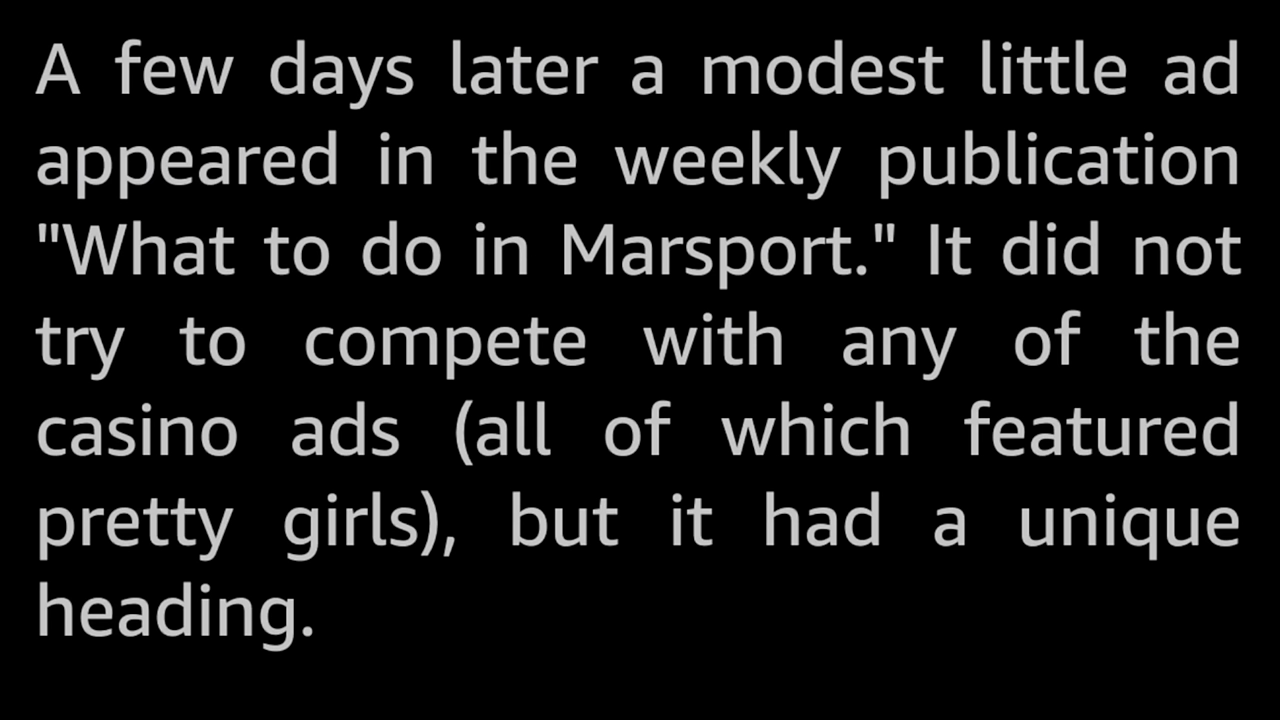 A few days later a modest little ad
appeared in the weekly publication
"What to do in Marsport." It did not
try to compete with any of the
casino ads (all of which featured
pretty girls), but it had a unique
heading.